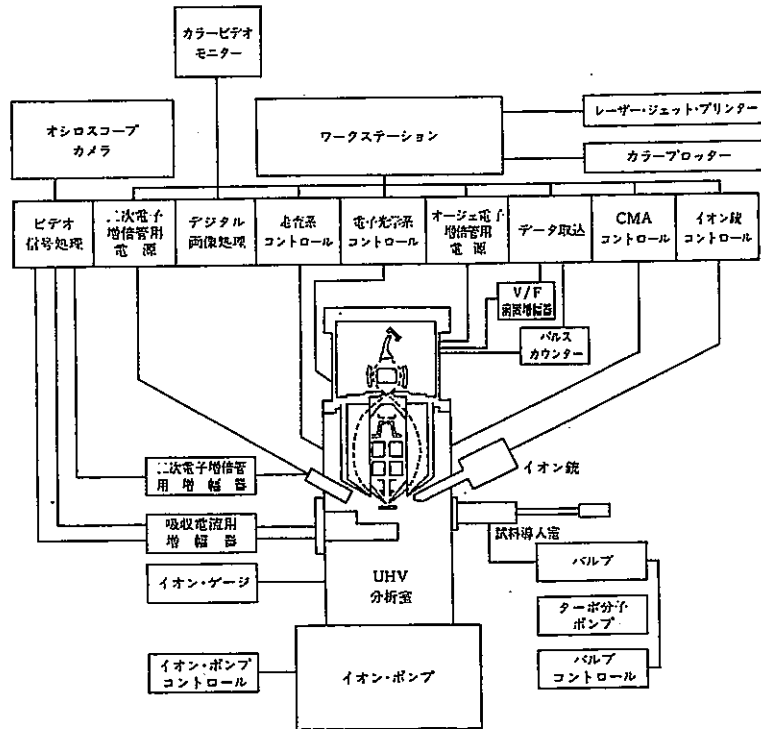 カラービデオ
モニター
オシロスコープ
カメラ
ワークステーション
レーザー・ジェット・プリンター
カラープロッター
ビデオ
信号処理
二次電子
増倍管用
電源
デジタル
画像処理
走査系
コントロール
電子光学系
コントロール
オージェ電子
増倍管用
電源
データ取込
CMA
コントロール
イオン銃
コントロール
V/F
前置増幅器
パルス
カウンター
二次電子増倍管
用増幅器
イオン銃
吸収電流用
増幅器
試料導入室
イオン・ゲージ
UHV
分析室
バルブ
ターボ分子
ポンプ
イオン・ポンプ
コントロール
イオン・ポンプ
バルブ
コントロール